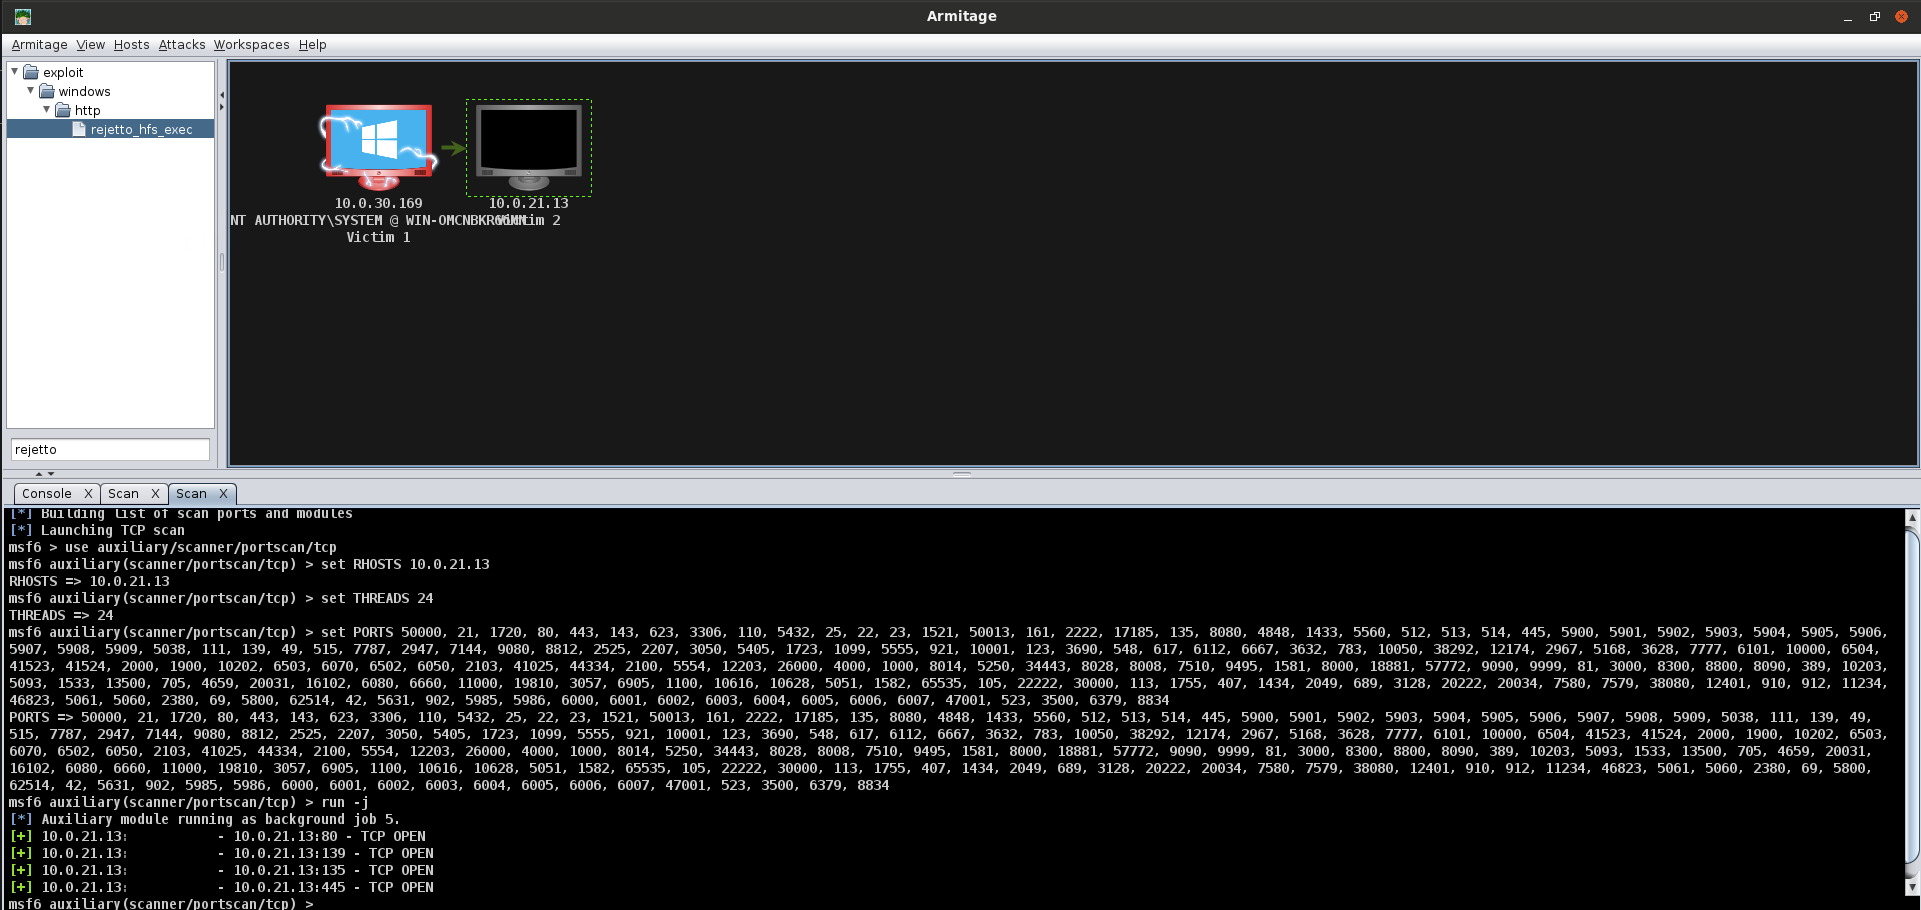 Armitage
Armitage View Hosts Attacks Workspaces Help
exploit
windows
http
rejetto_hfs_exec
rejetto
10.0.30.169
NT AUTHORITY\SYSTEM @
Victim 1
10.0.21.13
Victim 2
Console X Scan X Scan X
[*] Building list of scan ports and modules
[*] Launching TCP scan
msf6 > use auxiliary/scanner/portscan/tcp
msf6 auxiliary(scanner/portscan/tcp) > set RHOSTS 10.0.21.13
RHOSTS => 10.0.21.13
msf6 auxiliary(scanner/portscan/tcp) > set THREADS 24
THREADS => 24
msf6 auxiliary(scanner/portscan/tcp) > set PORTS 50000, 21, 1720, 80, 443, 143, 623, 3306, 110, 5432, 25, 22, 23, 1521, 50013, 161, 2222, 17185, 135, 8080, 4848, 1433, 5560, 512, 513, 514, 445, 5900, 5901, 5902, 5903, 5904, 5905, 5906,
5907, 5908, 5909, 5038, 111, 139, 49, 515, 7787, 2947, 7144, 9080, 8812, 2525, 2207, 3050, 5405, 1723, 1099, 5555, 921, 10001, 123, 3690, 548, 617, 6112, 6667, 3632, 783, 10050, 38292, 12174, 2967, 5168, 3628, 7777, 6101, 10000, 6504,
41523, 41524, 2000, 1900, 10202, 6503, 6070, 6502, 6050, 2103, 41025, 44334, 2100, 5554, 12203, 26000, 4000, 1000, 8014, 5250, 34443, 8028, 8008, 7510, 9495, 1581, 8000, 18881, 57772, 9090, 9999, 81, 3000, 8300, 8800, 8090, 389, 10203,
5093, 1533, 13500, 705, 4659, 20031, 16102, 6080, 6660, 11000, 19810, 3057, 6905, 1100, 10616, 10628, 5051, 1582, 65535, 105, 22222, 30000, 113, 1755, 407, 1434, 2049, 689, 3128, 20222, 20034, 7580, 7579, 38080, 12401, 910, 912, 11234,
46823, 5061, 5060, 2380, 69, 5800, 62514, 42, 5631, 902, 5985, 5986, 6000, 6001, 6002, 6003, 6004, 6005, 6006, 6007, 47001, 523, 3500, 6379, 8834
PORTS => 50000, 21, 1720, 80, 443, 143, 623, 3306, 110, 5432, 25, 22, 23, 1521, 50013, 161, 2222, 17185, 135, 8080, 4848, 1433, 5560, 512, 513, 514, 445, 5900, 5901, 5902, 5903, 5904, 5905, 5906, 5907, 5908, 5909, 5038, 111, 139, 49,
515, 7787, 2947, 7144, 9080, 8812, 2525, 2207, 3050, 5405, 1723, 1099, 5555, 921, 10001, 123, 3690, 548, 617, 6112, 6667, 3632, 783, 10050, 38292, 12174, 2967, 5168, 3628, 7777, 6101, 10000, 6504, 41523, 41524, 2000, 1900, 10202, 6503,
6070, 6502, 6050, 2103, 41025, 44334, 2100, 5554, 12203, 26000, 4000, 1000, 8014, 5250, 34443, 8028, 8008, 7510, 9495, 1581, 8000, 18881, 57772, 9090, 9999, 81, 3000, 8300, 8800, 8090, 389, 10203, 5093, 1533, 13500, 705, 4659, 20031,
16102, 6080, 6660, 11000, 19810, 3057, 6905, 1100, 10616, 10628, 5051, 1582, 65535, 105, 22222, 30000, 113, 1755, 407, 1434, 2049, 689, 3128, 20222, 20034, 7580, 7579, 38080, 12401, 910, 912, 11234, 46823, 5061, 5060, 2380, 69, 5800,
62514, 42, 5631, 902, 5985, 5986, 6000, 6001, 6002, 6003, 6004, 6005, 6006, 6007, 47001, 523, 3500, 6379, 8834
msf6 auxiliary(scanner/portscan/tcp) > run -j
[*] Auxiliary module running as background job 5.
[+] 10.0.21.13: - 10.0.21.13:80 - TCP OPEN
[+] 10.0.21.13: - 10.0.21.13:139 - TCP OPEN
[+] 10.0.21.13: - 10.0.21.13:135 - TCP OPEN
[+] 10.0.21.13: - 10.0.21.13:445 - TCP OPEN
msf6 auxiliary(scanner/portscan/tcp) >